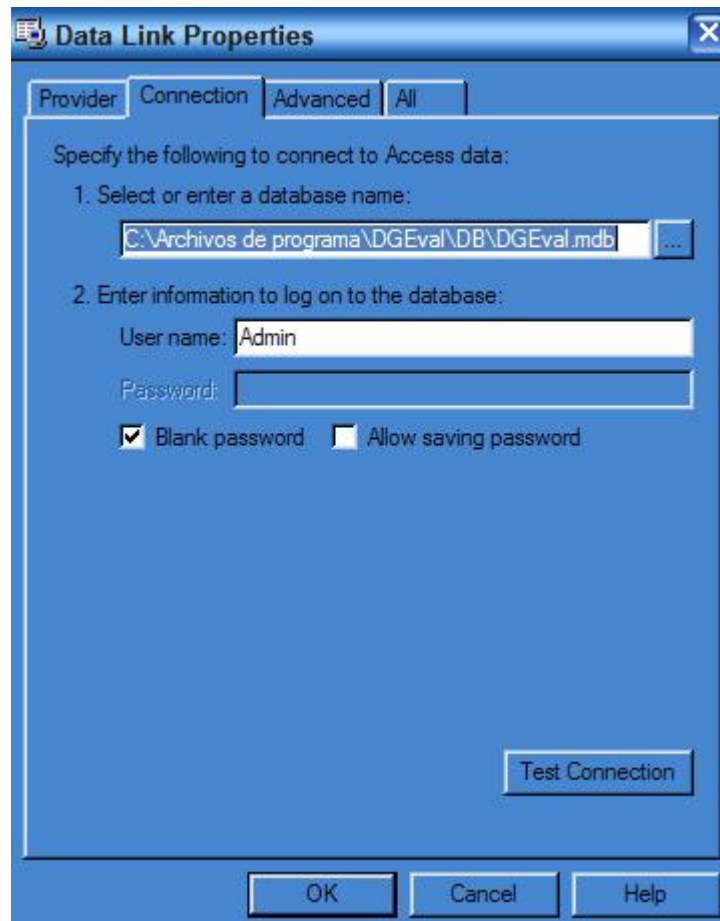 Data Link Properties
Provider Connection Advanced All
Specify the following to connect to Access data:
1. Select or enter a database name:
C:\Archivos de programa\DGEval\DB\DGEval.mdb ...
2. Enter information to log on to the database:
User name: Admin
Password:
Blank password Allow saving password
Test Connection
OK Cancel Help